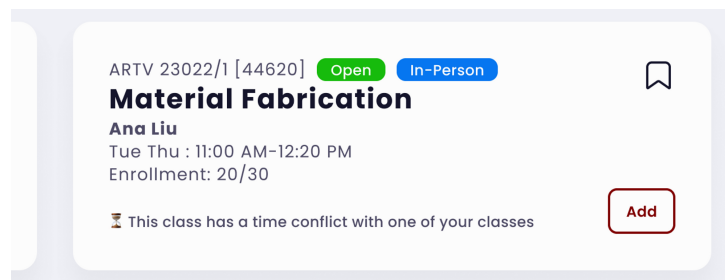 ARTV 23022/1 [44620] Open In-Person
Material Fabrication
Ana Liu
Tue Thu : 11:00 AM-12:20 PM
Enrollment: 20/30
⏳ This class has a time conflict with one of your classes
Add